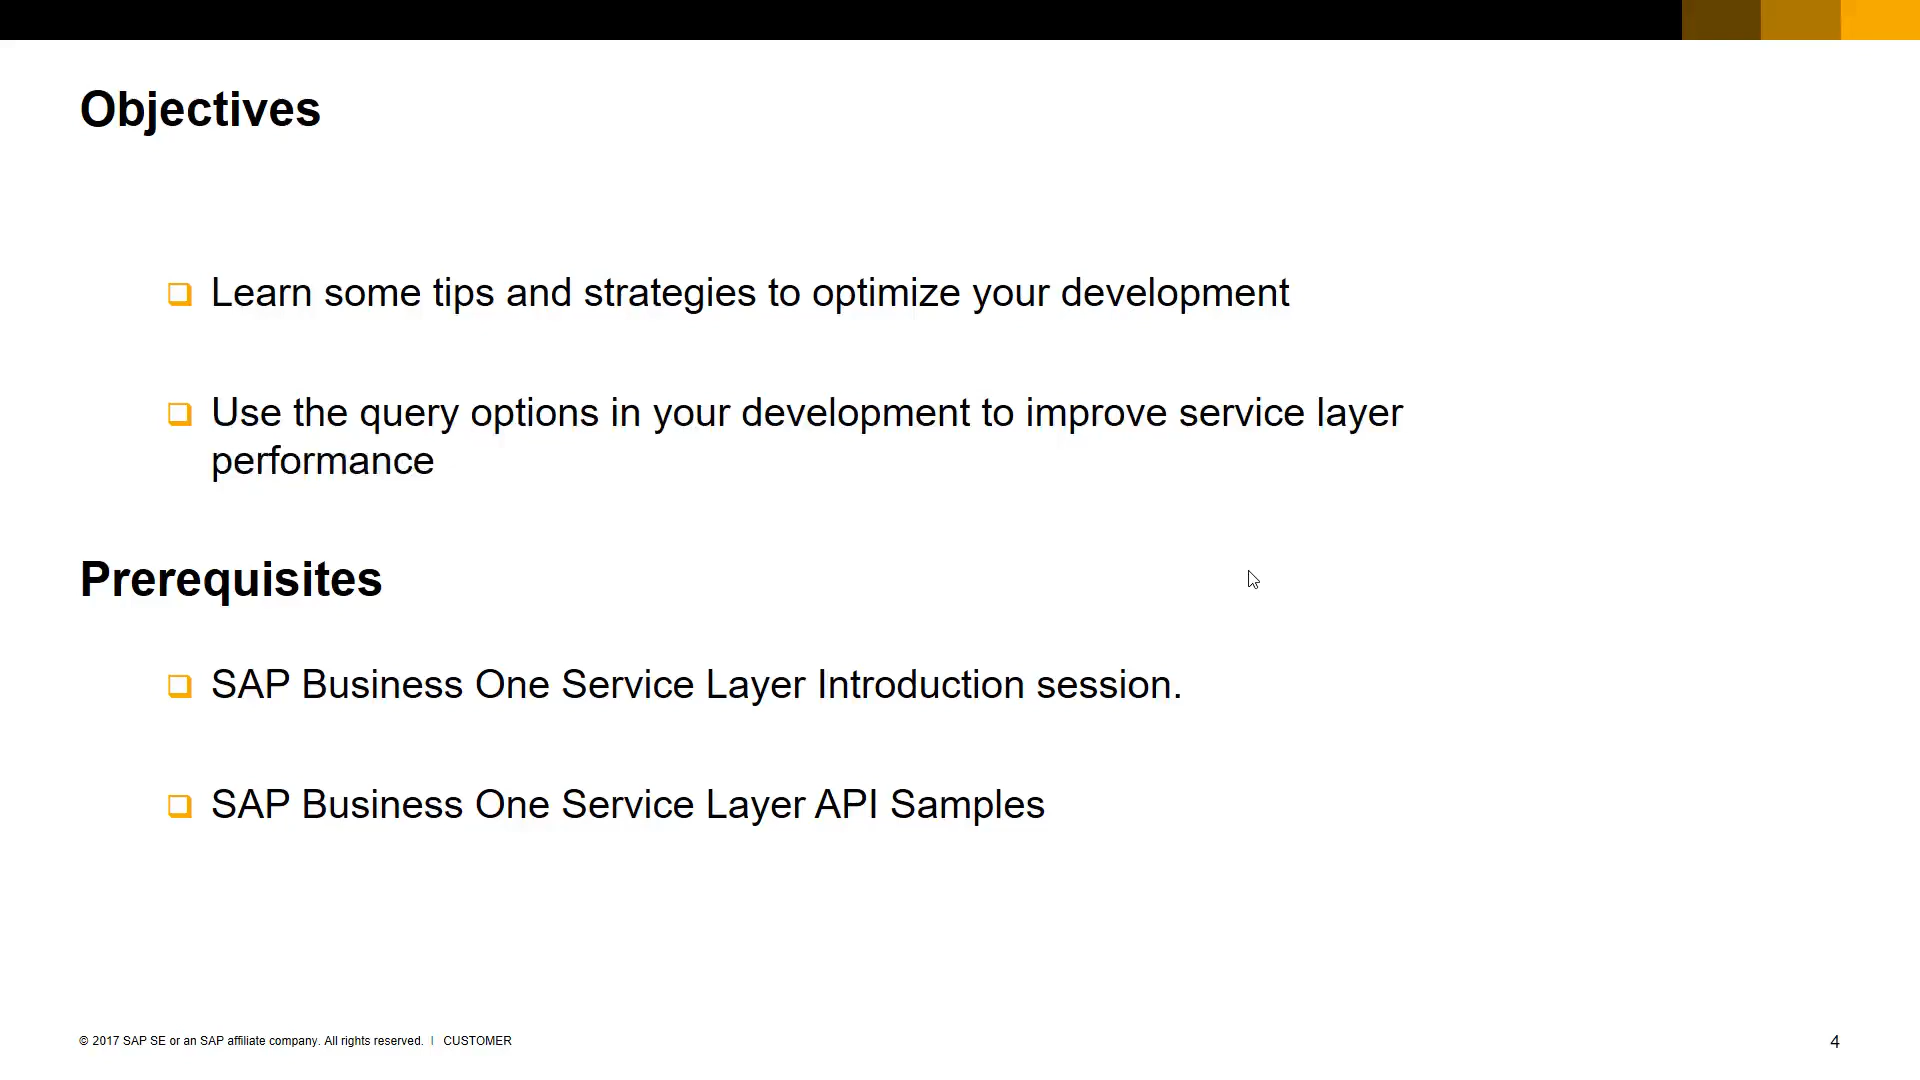 Objectives
Learn some tips and strategies to optimize your development
Use the query options in your development to improve service layer
performance
Prerequisites
SAP Business One Service Layer Introduction session.
SAP Business One Service Layer API Samples
© 2017 SAP SE or an SAP affiliate company. All rights reserved. | CUSTOMER
4